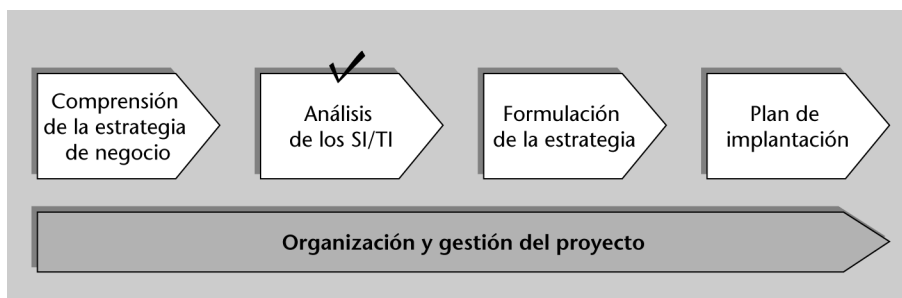 Comprensión
de la estrategia
de negocio
Análisis
de los SI/TI
Formulación
de la estrategia
Plan de
implantación
Organización y gestión del proyecto